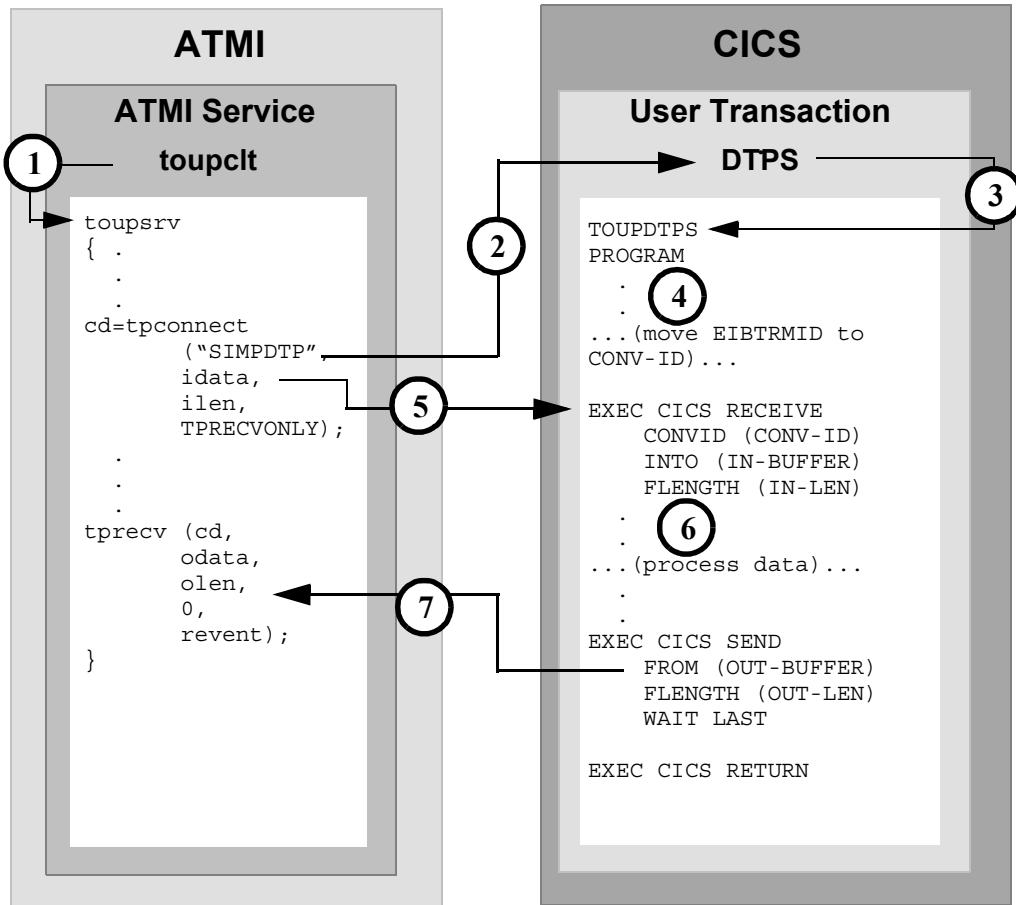 ATMI
ATMI Service
toupclt
1
toupsrv
{ .
.
.
cd=tpconnect
(“SIMPDTP”,
idata,
ilen,
TPRECVONLY);
.
.
.
tprecv (cd,
odata,
olen,
0,
revent);
}
2
5
7
CICS
User Transaction
DTPS
3
TOUPDTPS
PROGRAM
.
.
4
...(move EIBTRMID to
CONV-ID)...
EXEC CICS RECEIVE
CONVID (CONV-ID)
INTO (IN-BUFFER)
FLENGTH (IN-LEN)
.
.
6
...(process data)...
.
.
EXEC CICS SEND
FROM (OUT-BUFFER)
FLENGTH (OUT-LEN)
WAIT LAST
EXEC CICS RETURN